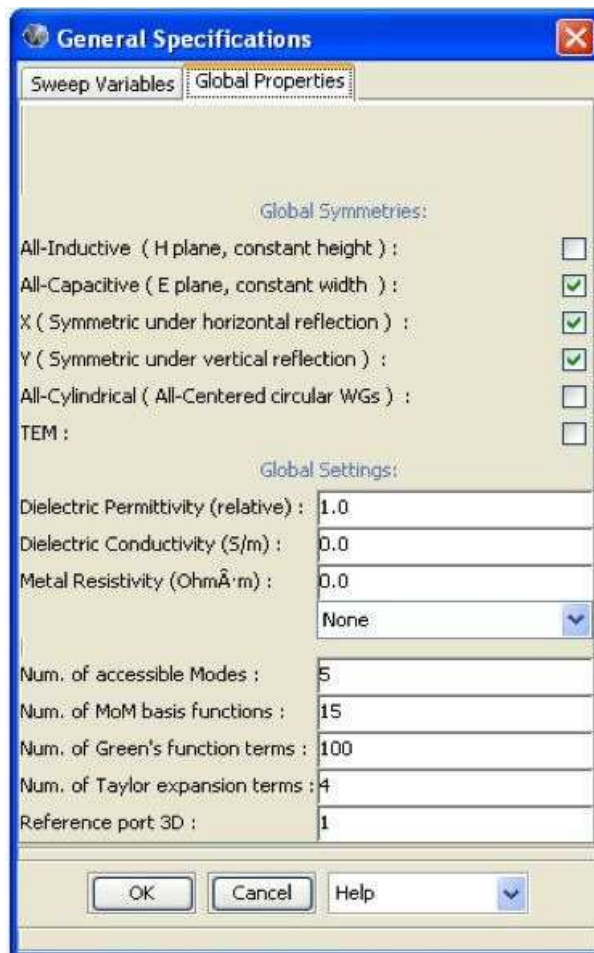 General Specifications
Sweep Variables Global Properties
Global Symmetries:
All-Inductive ( H plane, constant height ) :
All-Capacitive ( E plane, constant width ) :
X ( Symmetric under horizontal reflection ) :
Y ( Symmetric under vertical reflection ) :
All-Cylindrical ( All-Centered circular WGs ) :
TEM :
Global Settings:
Dielectric Permittivity (relative) : 1.0
Dielectric Conductivity (S/m) : 0.0
Metal Resistivity (OhmÂ·m) : 0.0
None
Num. of accessible Modes : 5
Num. of MoM basis functions : 15
Num. of Green's function terms : 100
Num. of Taylor expansion terms : 4
Reference port 3D : 1
OK Cancel Help